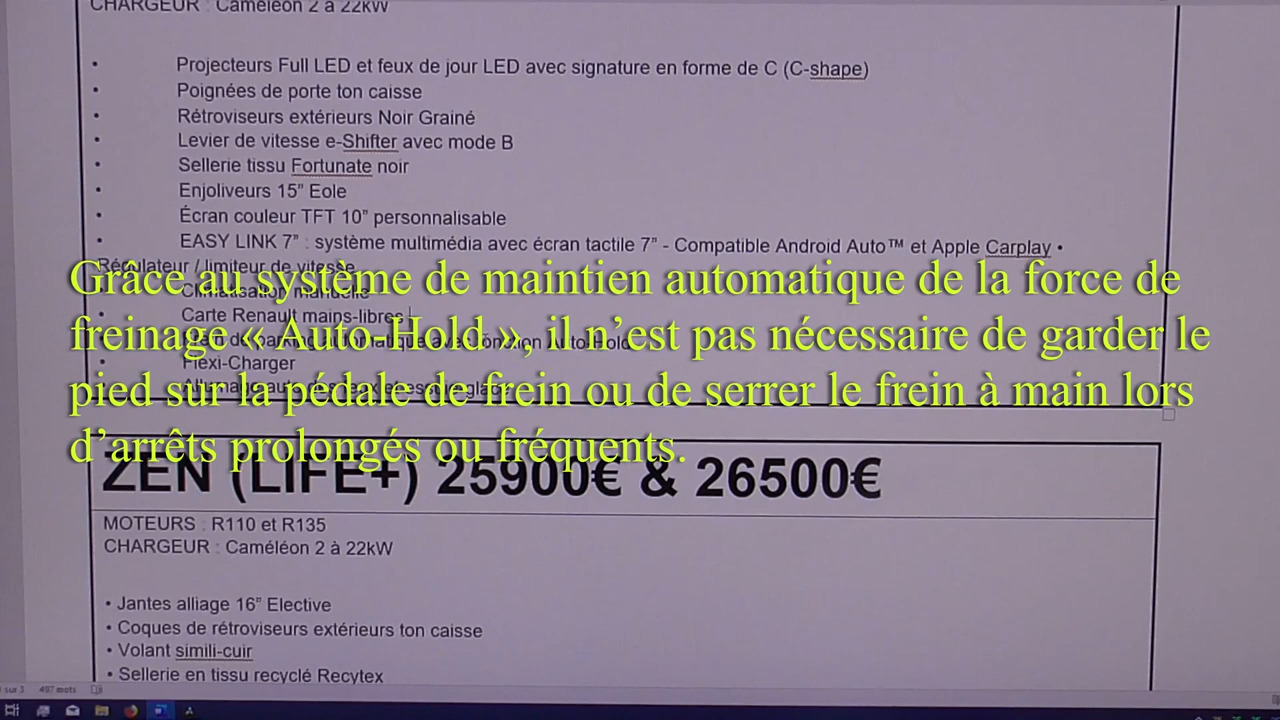 CHARGEUR : Caméléon 2 à 22kW
• Projecteurs Full LED et feux de jour LED avec signature en forme de C (C-shape)
• Poignées de porte ton caisse
• Rétroviseurs extérieurs Noir Grainé
• Levier de vitesse e-Shifter avec mode B
• Sellerie tissu Fortunate noir
• Enjoliveurs 15” Eole
• Écran couleur TFT 10” personnalisable
• EASY LINK 7” : système multimédia avec écran tactile 7” - Compatible Android Auto™ et Apple Carplay •
Régulateur / limiteur de vitesse
Climatisation manuelle
• Carte Renault mains-libres
Auto-Hold
• Flexi-Charger
Grâce au système de maintien automatique de la force de
freinage « Auto-Hold », il n’est pas nécessaire de garder le
pied sur la pédale de frein ou de serrer le frein à main lors
d’arrêts prolongés ou fréquents.
ZEN (LIFE+) 25900€ & 26500€
MOTEURS : R110 et R135
CHARGEUR : Caméléon 2 à 22kW
• Jantes alliage 16” Elective
• Coques de rétroviseurs extérieurs ton caisse
• Volant simili-cuir
• Sellerie en tissu recyclé Recytex
sur 3 497 mots